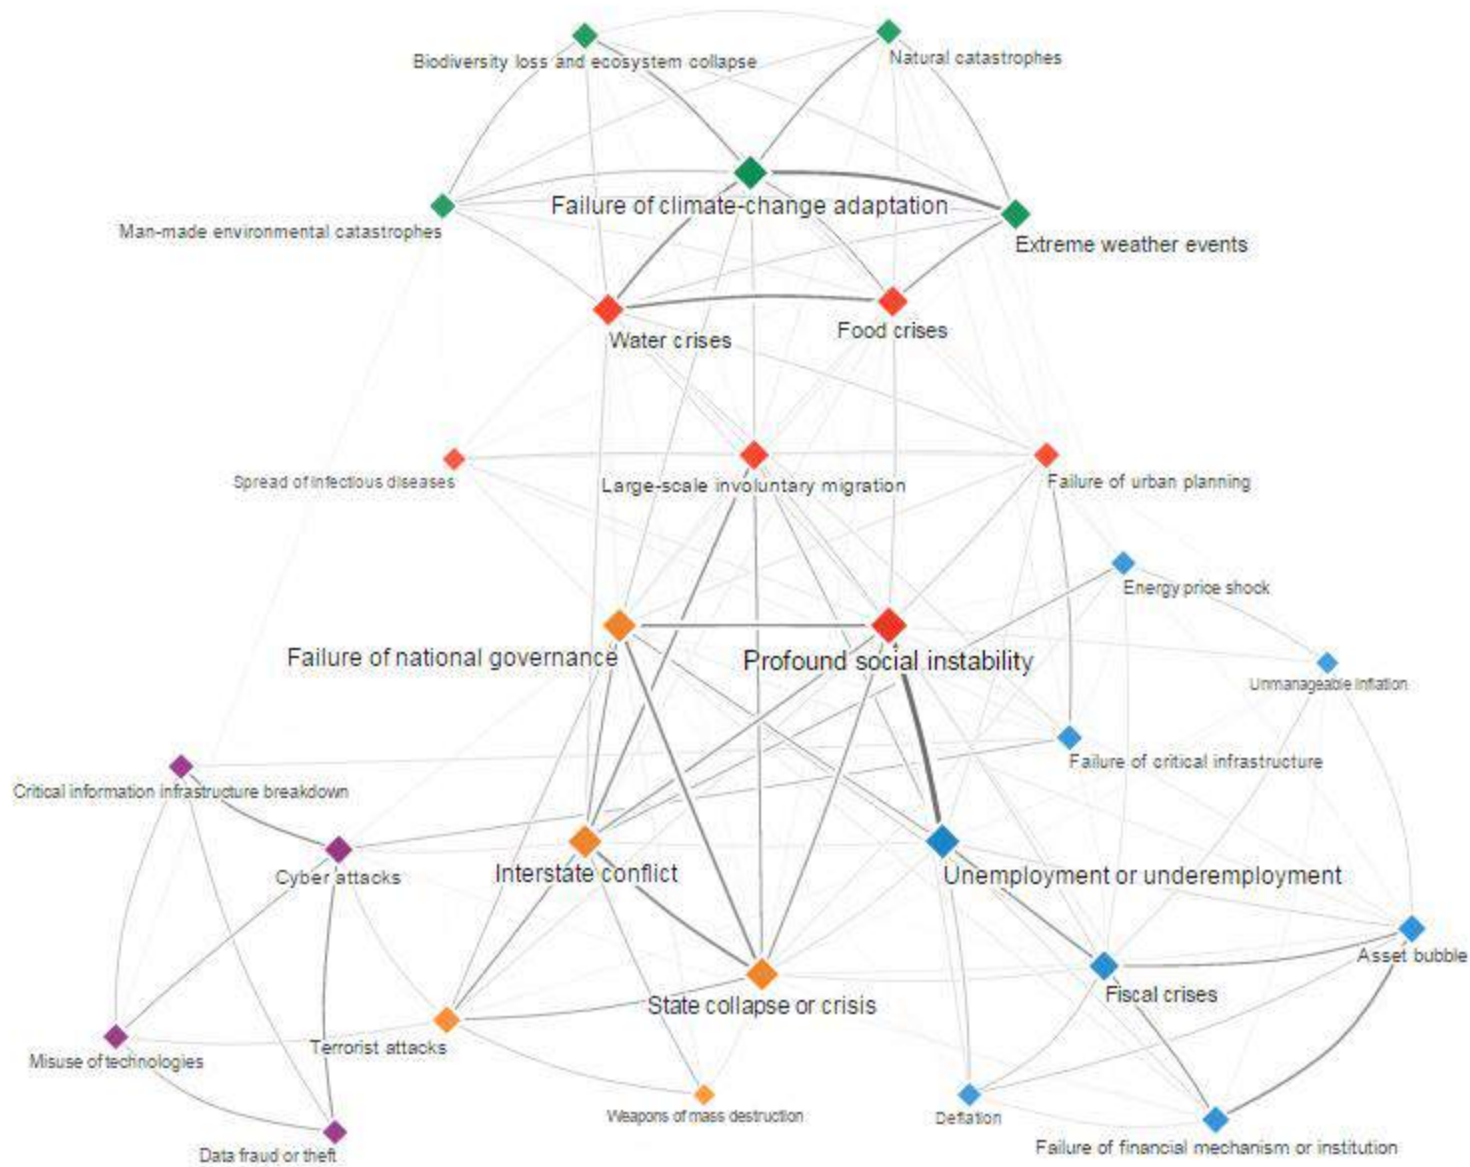 Biodiversity loss and ecosystem collapse
Natural catastrophes
Failure of climate-change adaptation
Man-made environmental catastrophes
Extreme weather events
Water crises
Food crises
Spread of infectious diseases
Large-scale involuntary migration
Failure of urban planning
Energy price shock
Failure of national governance
Profound social instability
Unmanageable inflation
Failure of critical infrastructure
Critical information infrastructure breakdown
Cyber attacks
Interstate conflict
Unemployment or underemployment
Asset bubble
Fiscal crises
State collapse or crisis
Terrorist attacks
Misuse of technologies
Weapons of mass destruction
Deflation
Failure of financial mechanism or institution
Data fraud or theft